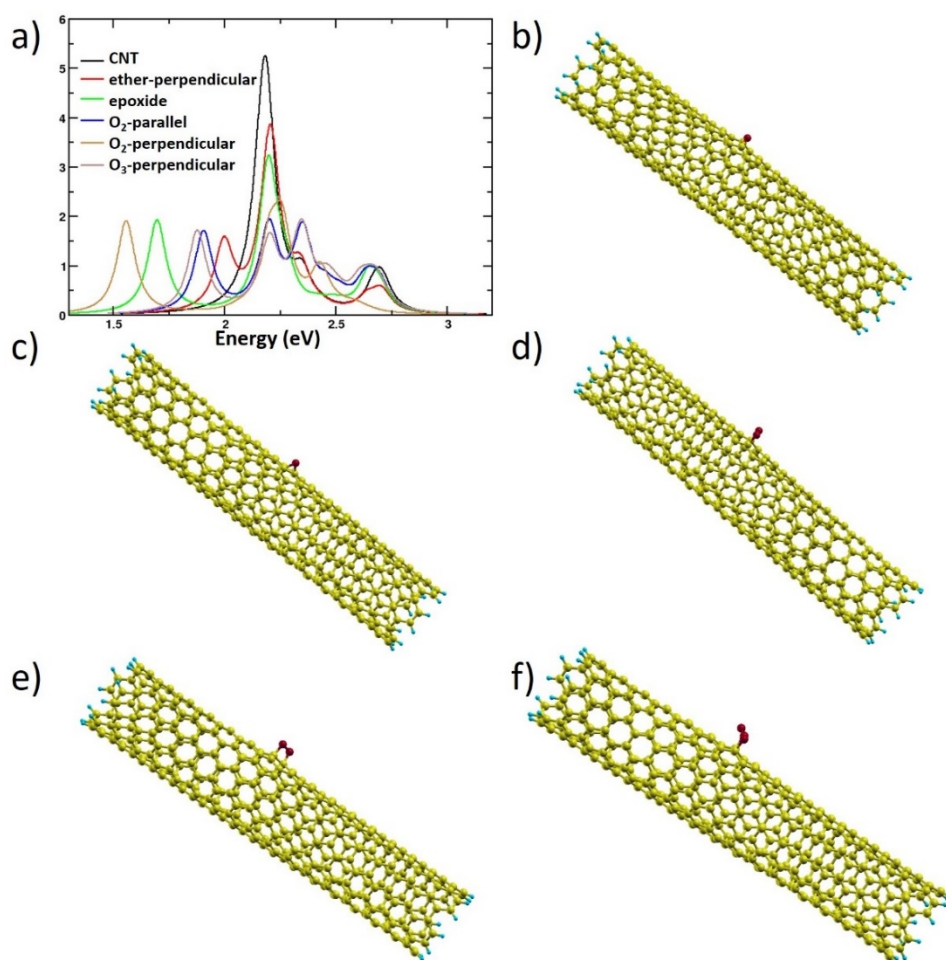 a)
6
5
4
3
2
1
0
CNT
ether-perpendicular
epoxide
O₂-parallel
O₂-perpendicular
O₃-perpendicular
1.5 2 2.5 3
Energy (eV)
b)
c)
d)
e)
f)